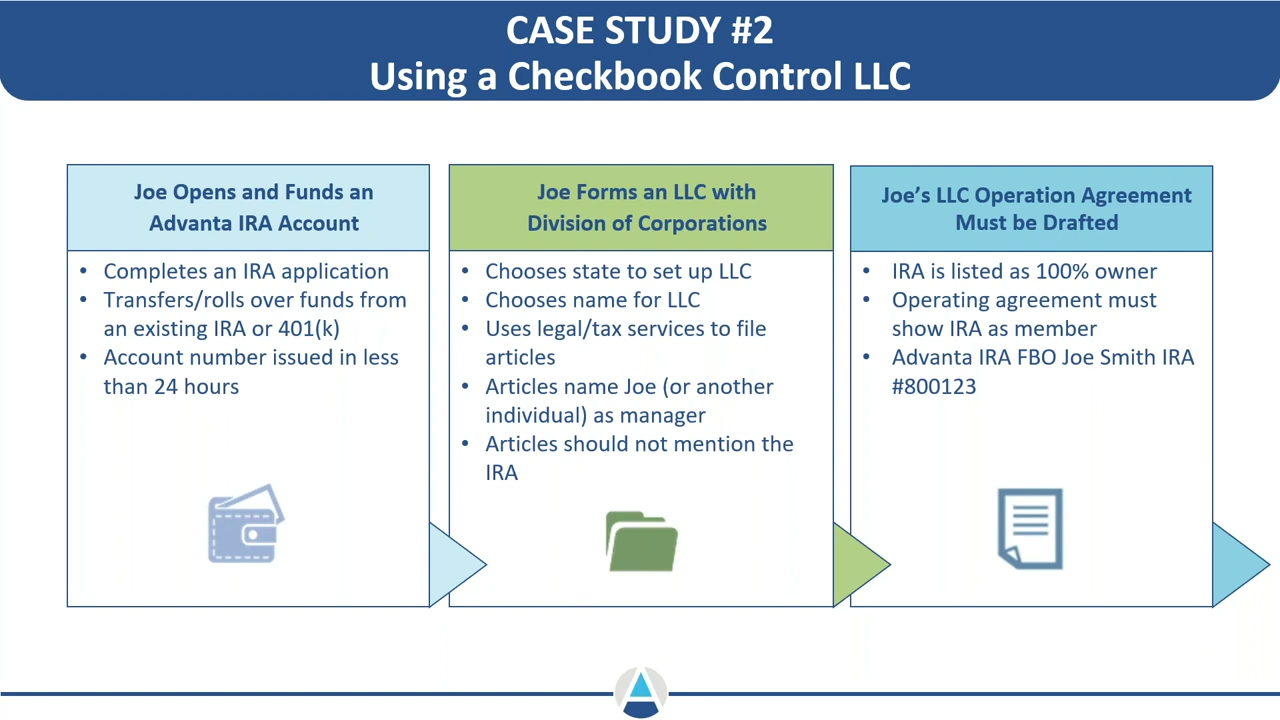 CASE STUDY #2
Using a Checkbook Control LLC
Joe Opens and Funds an
Advanta IRA Account
• Completes an IRA application
• Transfers/rolls over funds from
an existing IRA or 401(k)
• Account number issued in less
than 24 hours
Joe Forms an LLC with
Division of Corporations
• Chooses state to set up LLC
• Chooses name for LLC
• Uses legal/tax services to file
articles
• Articles name Joe (or another
individual) as manager
• Articles should not mention the
IRA
Joe’s LLC Operation Agreement
Must be Drafted
• IRA is listed as 100% owner
• Operating agreement must
show IRA as member
• Advanta IRA FBO Joe Smith IRA
#800123